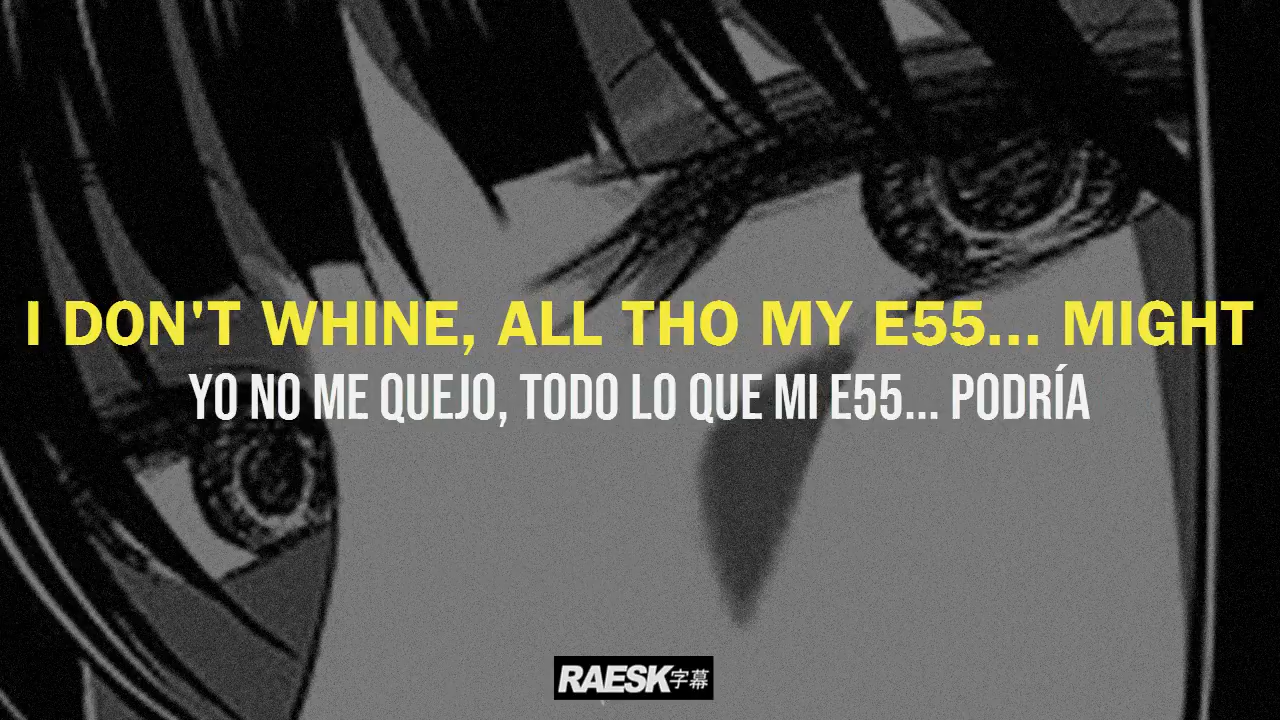 I DON'T WHINE, ALL THO MY E55... MIGHT
YO NO ME QUEJO, TODO LO QUE MI E55... PODRÍA
RAESK字幕